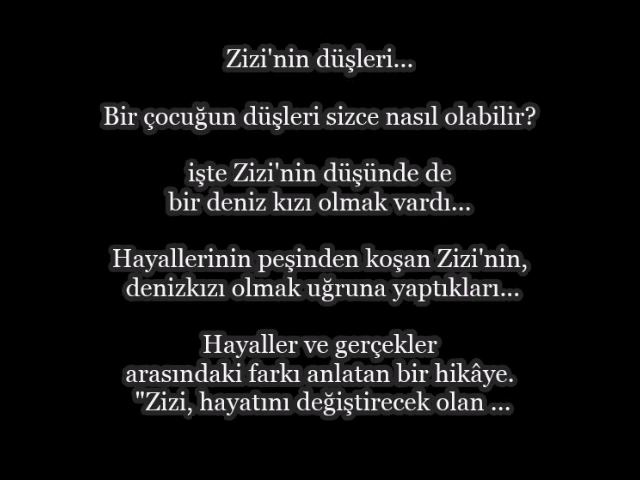 Zizi'nin düşleri...
Bir çocuğun düşleri sizce nasıl olabilir?
işte Zizi'nin düşünde de
bir deniz kızı olmak vardı...
Hayallerinin peşinden koşan Zizi'nin,
denizkızı olmak uğruna yaptıkları...
Hayaller ve gerçekler
arasındaki farkı anlatan bir hikâye.
"Zizi, hayatını değiştirecek olan ...